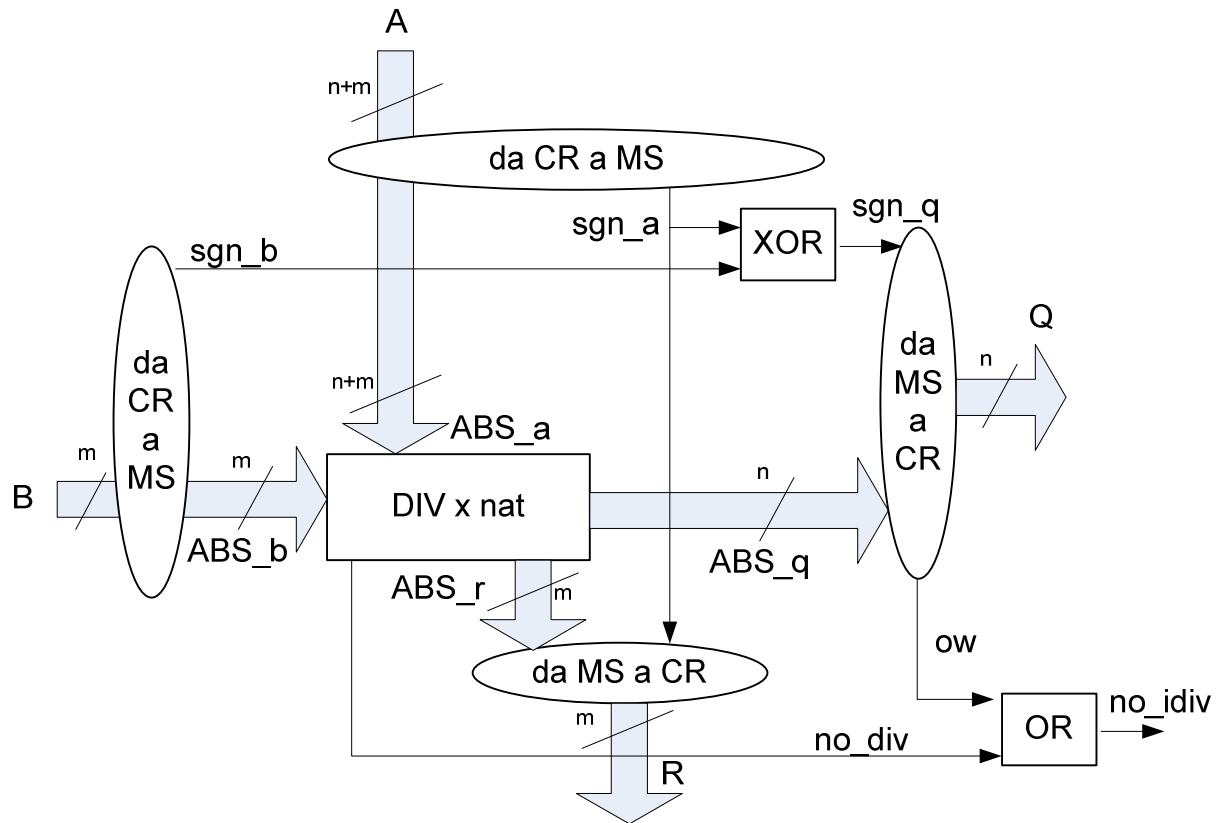 A
n+m
da CR a MS
sgn_a
XOR
sgn_q
sgn_b
da
CR
a
MS
da
MS
a
CR
Q
n
n+m
ABS_a
m
m
B
ABS_b
DIV x nat
n
ABS_q
ABS_r
m
da MS a CR
ow
m
no_div
OR
no_idiv
R